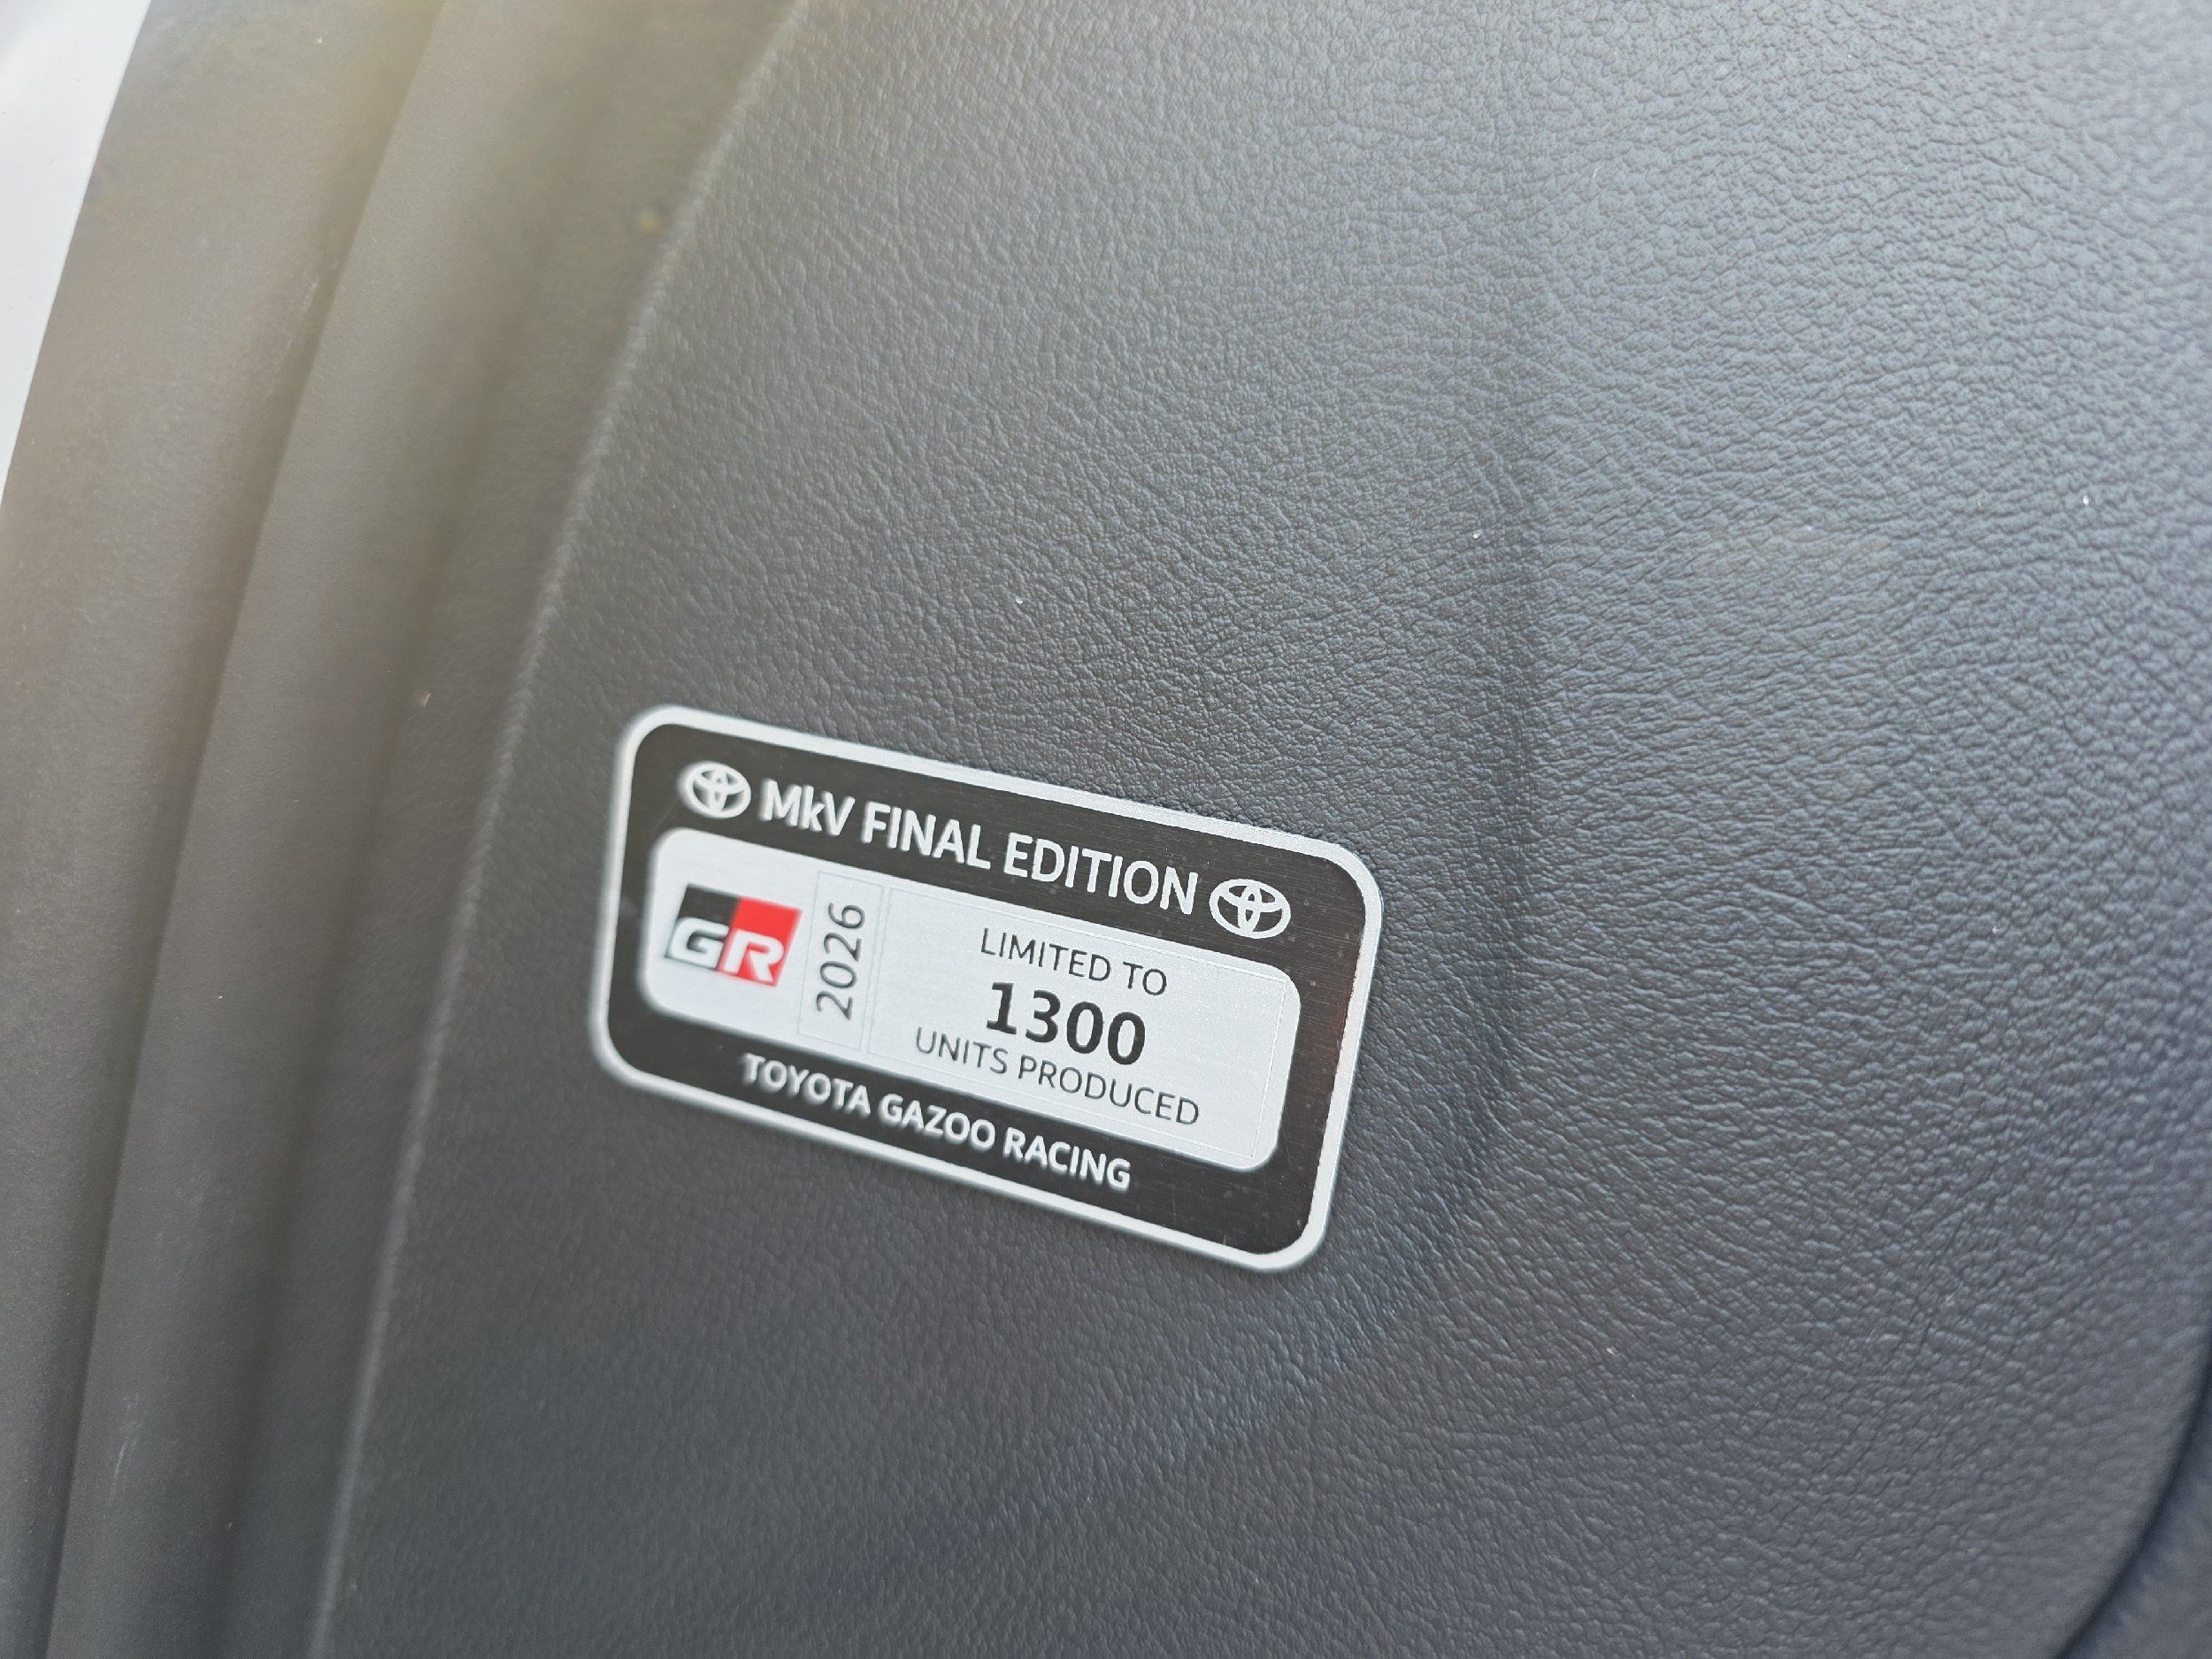 MkV FINAL EDITION
GR
2026
LIMITED TO
1300
UNITS PRODUCED
TOYOTA GAZOO RACING